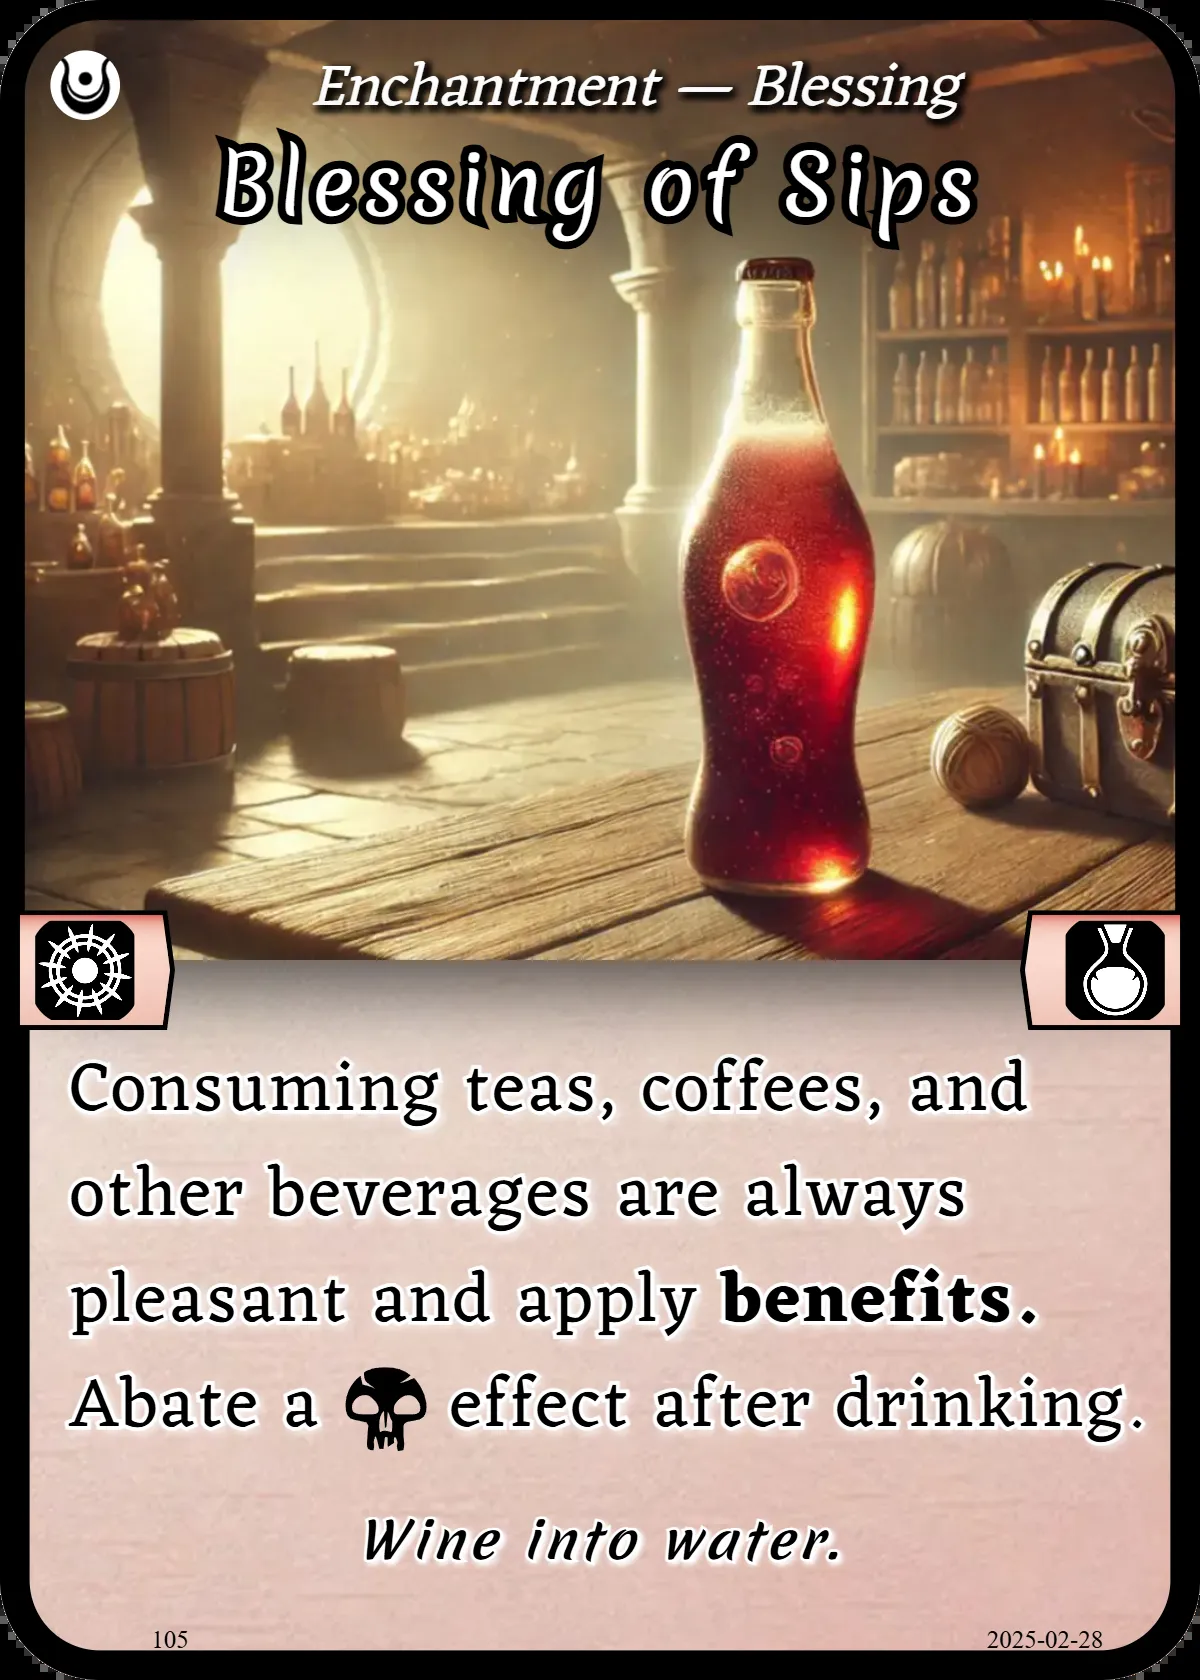 Enchantment — Blessing
Blessing of Sips
Consuming teas, coffees, and
other beverages are always
pleasant and apply benefits.
Abate a effect after drinking.
Wine into water.
105
2025-02-28